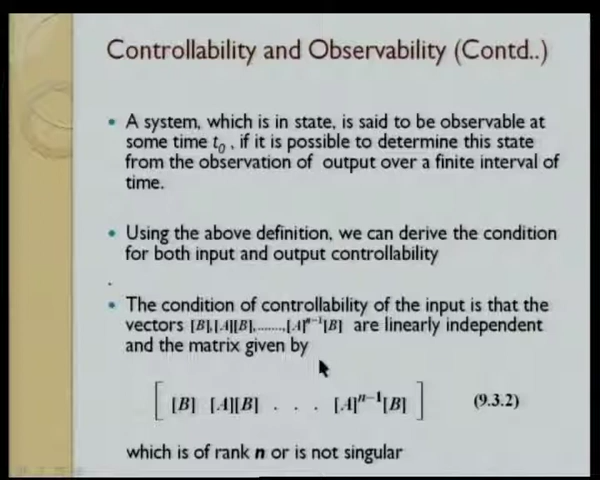 Controllability and Observability (Contd..)
• A system, which is in state, is said to be observable at
some time t₀ , if it is possible to determine this state
from the observation of output over a finite interval of
time.
• Using the above definition, we can derive the condition
for both input and output controllability
.
• The condition of controllability of the input is that the
vectors [B],[A][B],........,[A]ⁿ⁻¹[B] are linearly independent
and the matrix given by
[ [B] [A][B] . . . [A]ⁿ⁻¹[B] ] (9.3.2)
which is of rank n or is not singular